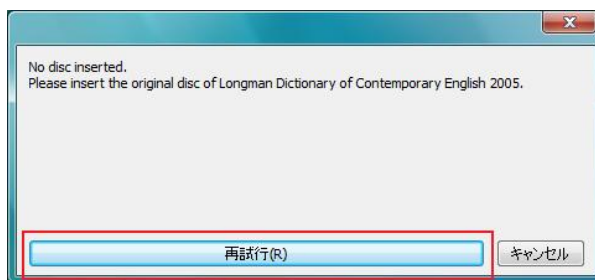 No disc inserted.
Please insert the original disc of Longman Dictionary of Contemporary English 2005.
再試行(R)
キャンセル